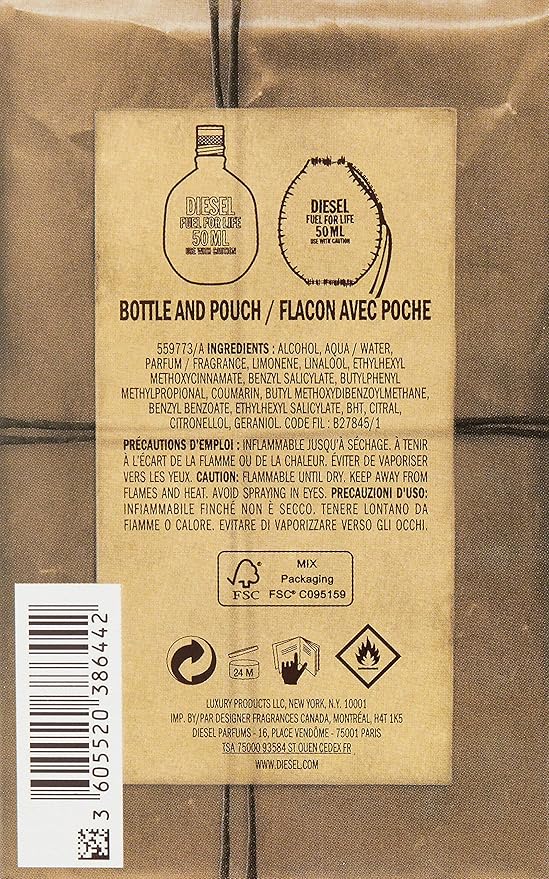 DIESEL
FUEL FOR LIFE
50 ML
USE WITH CAUTION
DIESEL
FUEL FOR LIFE
50 ML
USE WITH CAUTION
BOTTLE AND POUCH / FLACON AVEC POCHE
559773/A INGREDIENTS : ALCOHOL, AQUA / WATER,
PARFUM / FRAGRANCE, LIMONENE, LINALOOL, ETHYLHEXYL
METHOXYCINNAMATE, BENZYL SALICYLATE, BUTYLPHENYL
METHYLPROPIONAL, COUMARIN, BUTYL METHOXYDIBENZOYLMETHANE,
BENZYL BENZOATE, ETHYLHEXYL SALICYLATE, BHT, CITRAL,
CITRONELLOL, GERANIOL. CODE FIL : B27845/1
PRÉCAUTIONS D'EMPLOI : INFLAMMABLE JUSQU'À SÉCHAGE. À TENIR
À L'ÉCART DE LA FLAMME OU DE LA CHALEUR. ÉVITER DE VAPORISER
VERS LES YEUX. CAUTION: FLAMMABLE UNTIL DRY. KEEP AWAY FROM
FLAMES AND HEAT. AVOID SPRAYING IN EYES. PRECAUZIONI D'USO:
INFIAMMABILE FINCHÉ NON È SECCO. TENERE LONTANO DA
FIAMME O CALORE. EVITARE DI VAPORIZZARE VERSO GLI OCCHI.
FSC
MIX
Packaging
FSC® C095159
24 M
LUXURY PRODUCTS LLC, NEW YORK, N.Y. 10001
IMP. BY/PAR DESIGNER FRAGRANCES CANADA, MONTRÉAL, H4T 1K5
DIESEL PARFUMS - 16, PLACE VENDÔME - 75001 PARIS
TSA 75000 93584 ST OUEN CEDEX FR
WWW.DIESEL.COM
3 605520 386442